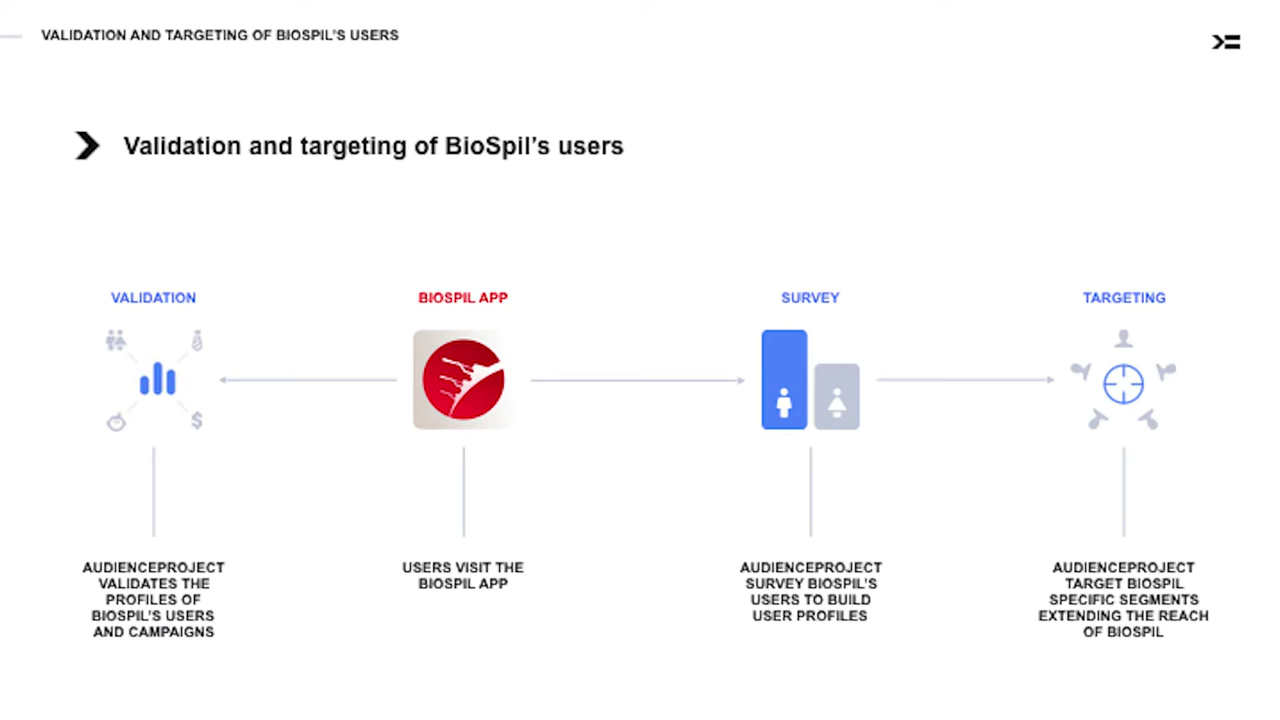 VALIDATION AND TARGETING OF BIOSPIL'S USERS
Validation and targeting of BioSpil's users
VALIDATION
BIOSPIL APP
SURVEY
TARGETING
$
AUDIENCEPROJECT
VALIDATES THE
PROFILES OF
BIOSPIL'S USERS
AND CAMPAIGNS
USERS VISIT THE
BIOSPIL APP
AUDIENCEPROJECT
SURVEY BIOSPIL'S
USERS TO BUILD
USER PROFILES
AUDIENCEPROJECT
TARGET BIOSPIL
SPECIFIC SEGMENTS
EXTENDING THE REACH
OF BIOSPIL